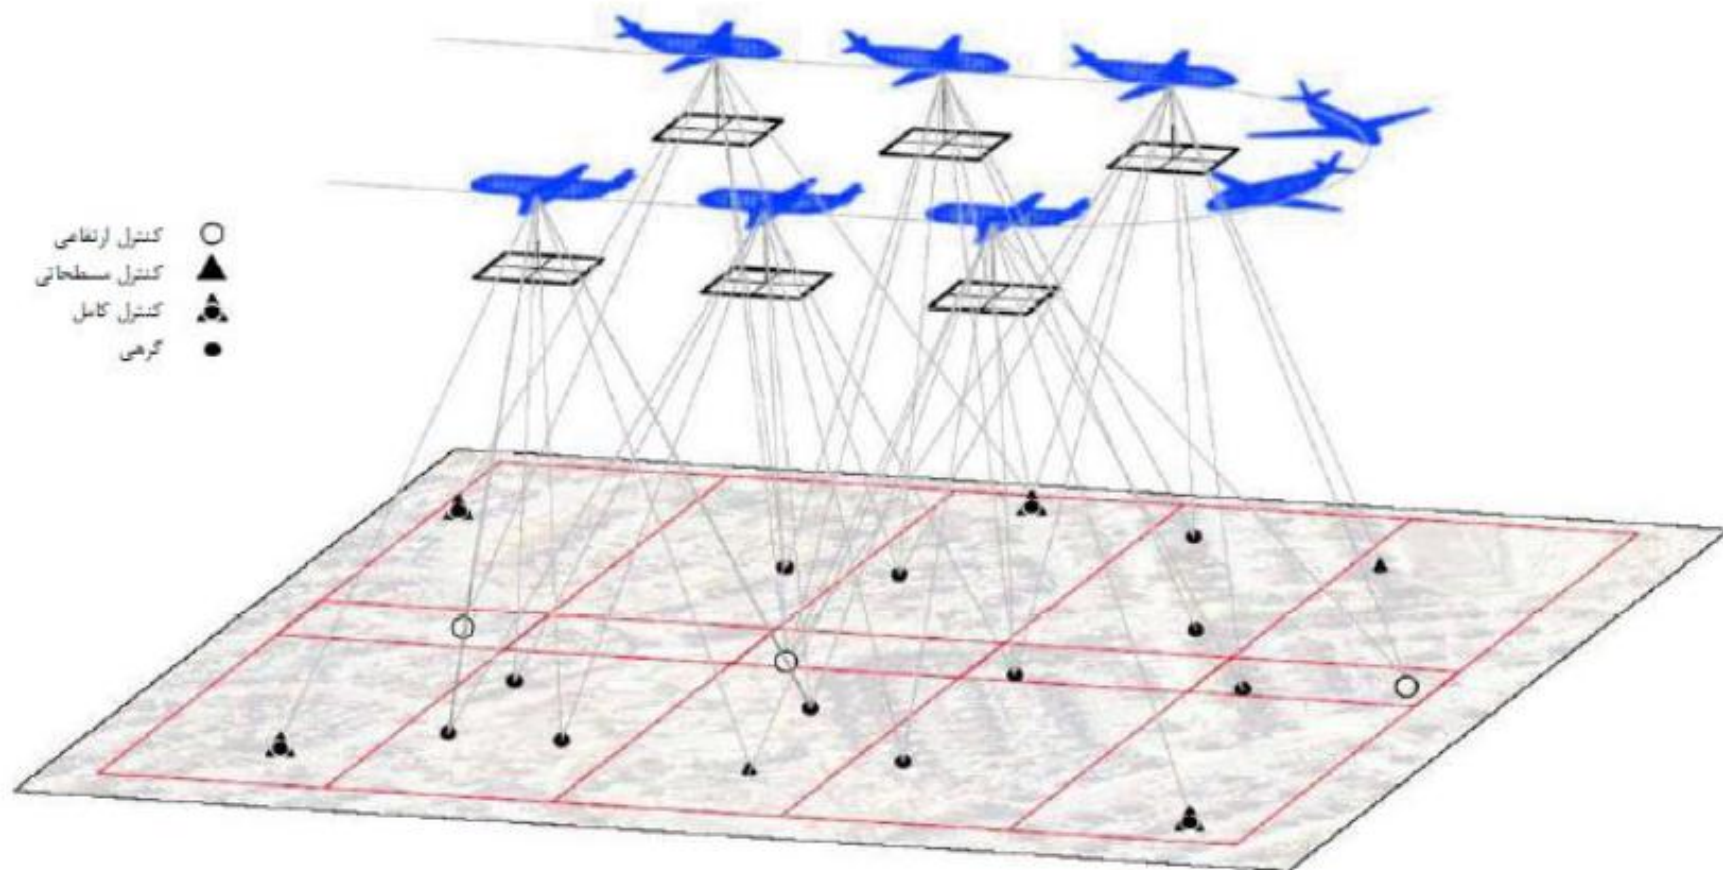 کنترل ارتفاعی
کنترل مسطحاتی
کنترل کامل
گرهی